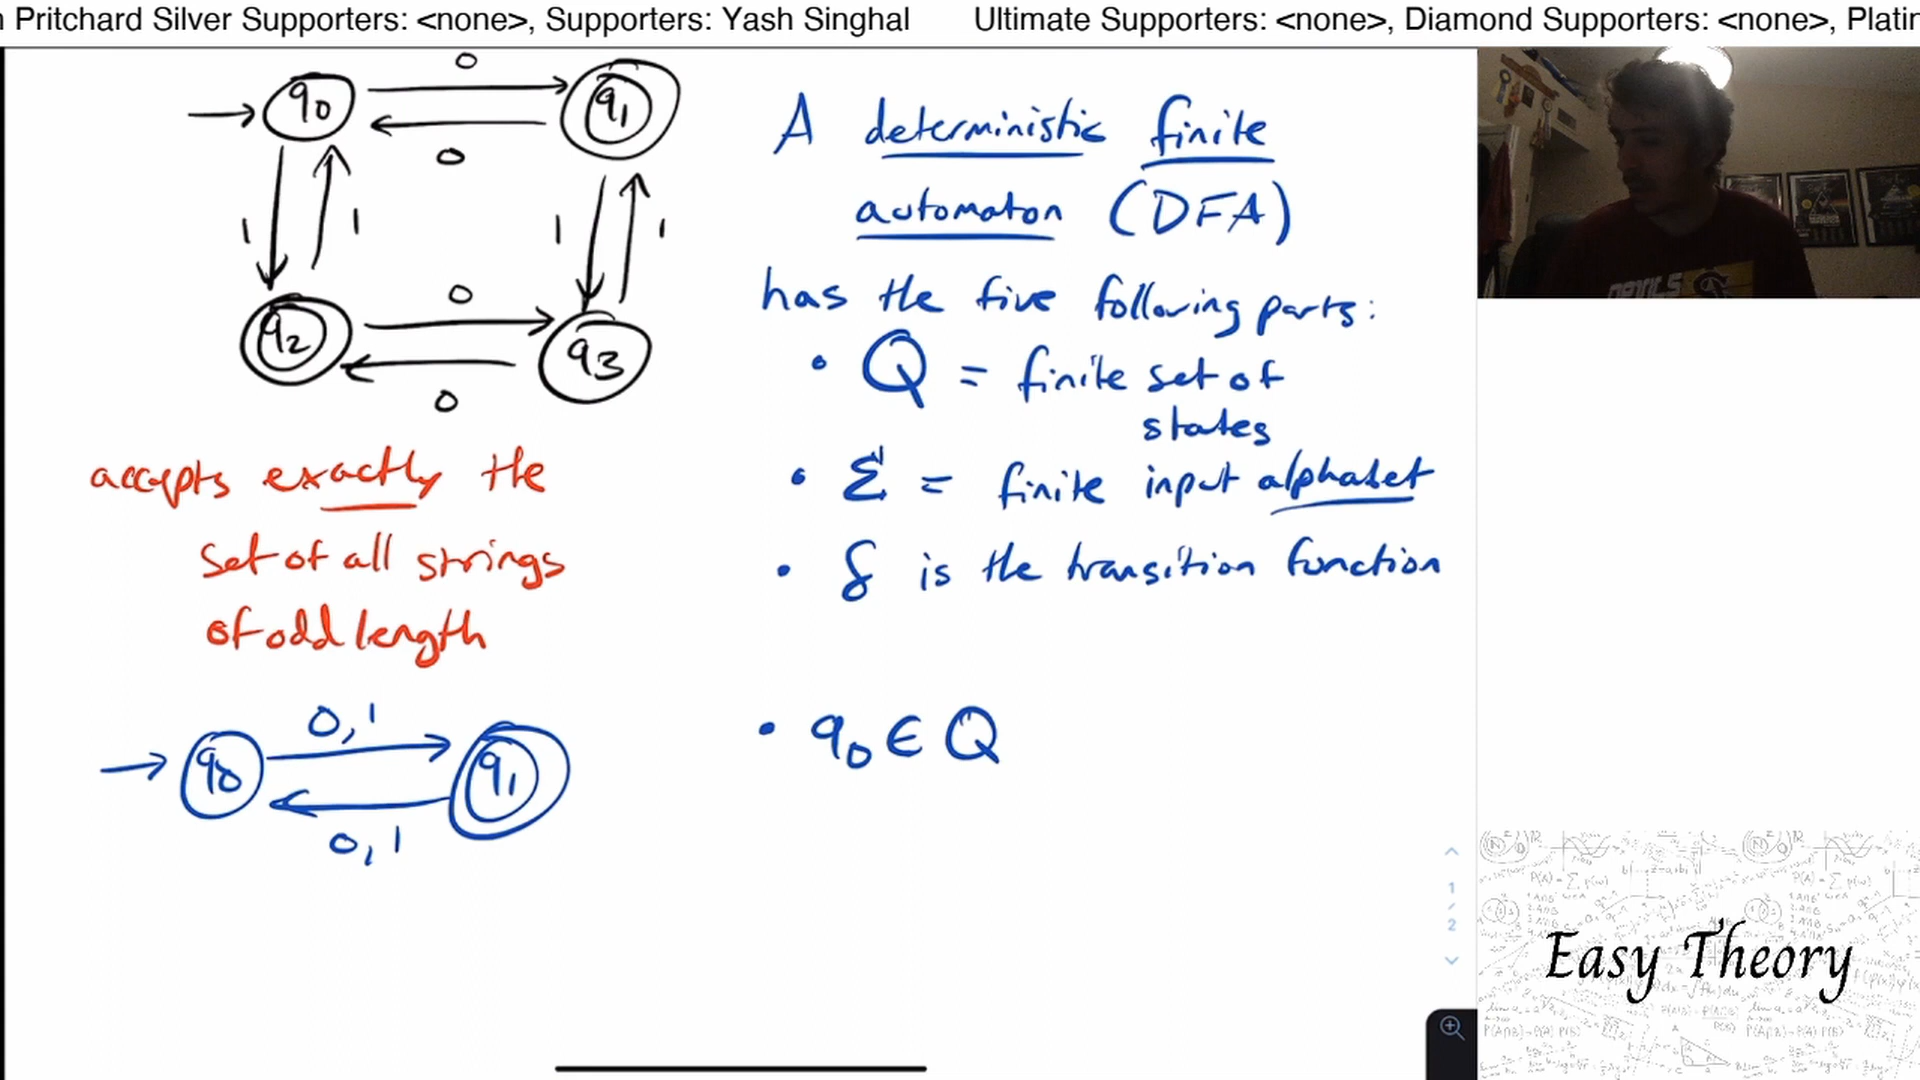 n Pritchard Silver Supporters: <none>, Supporters: Yash Singhal Ultimate Supporters: <none>, Diamond Supporters: <none>, Platin
0
q0 q1
0
1 1 1 1
0
q2 q3
0
accepts exactly the
set of all strings
of odd length
0,1
q0 q1
0,1
A deterministic finite
automaton (DFA)
has the five following parts:
• Q = finite set of
states
• Σ = finite input alphabet
• δ is the transition function
• q0 ∈ Q
1
2
Easy Theory